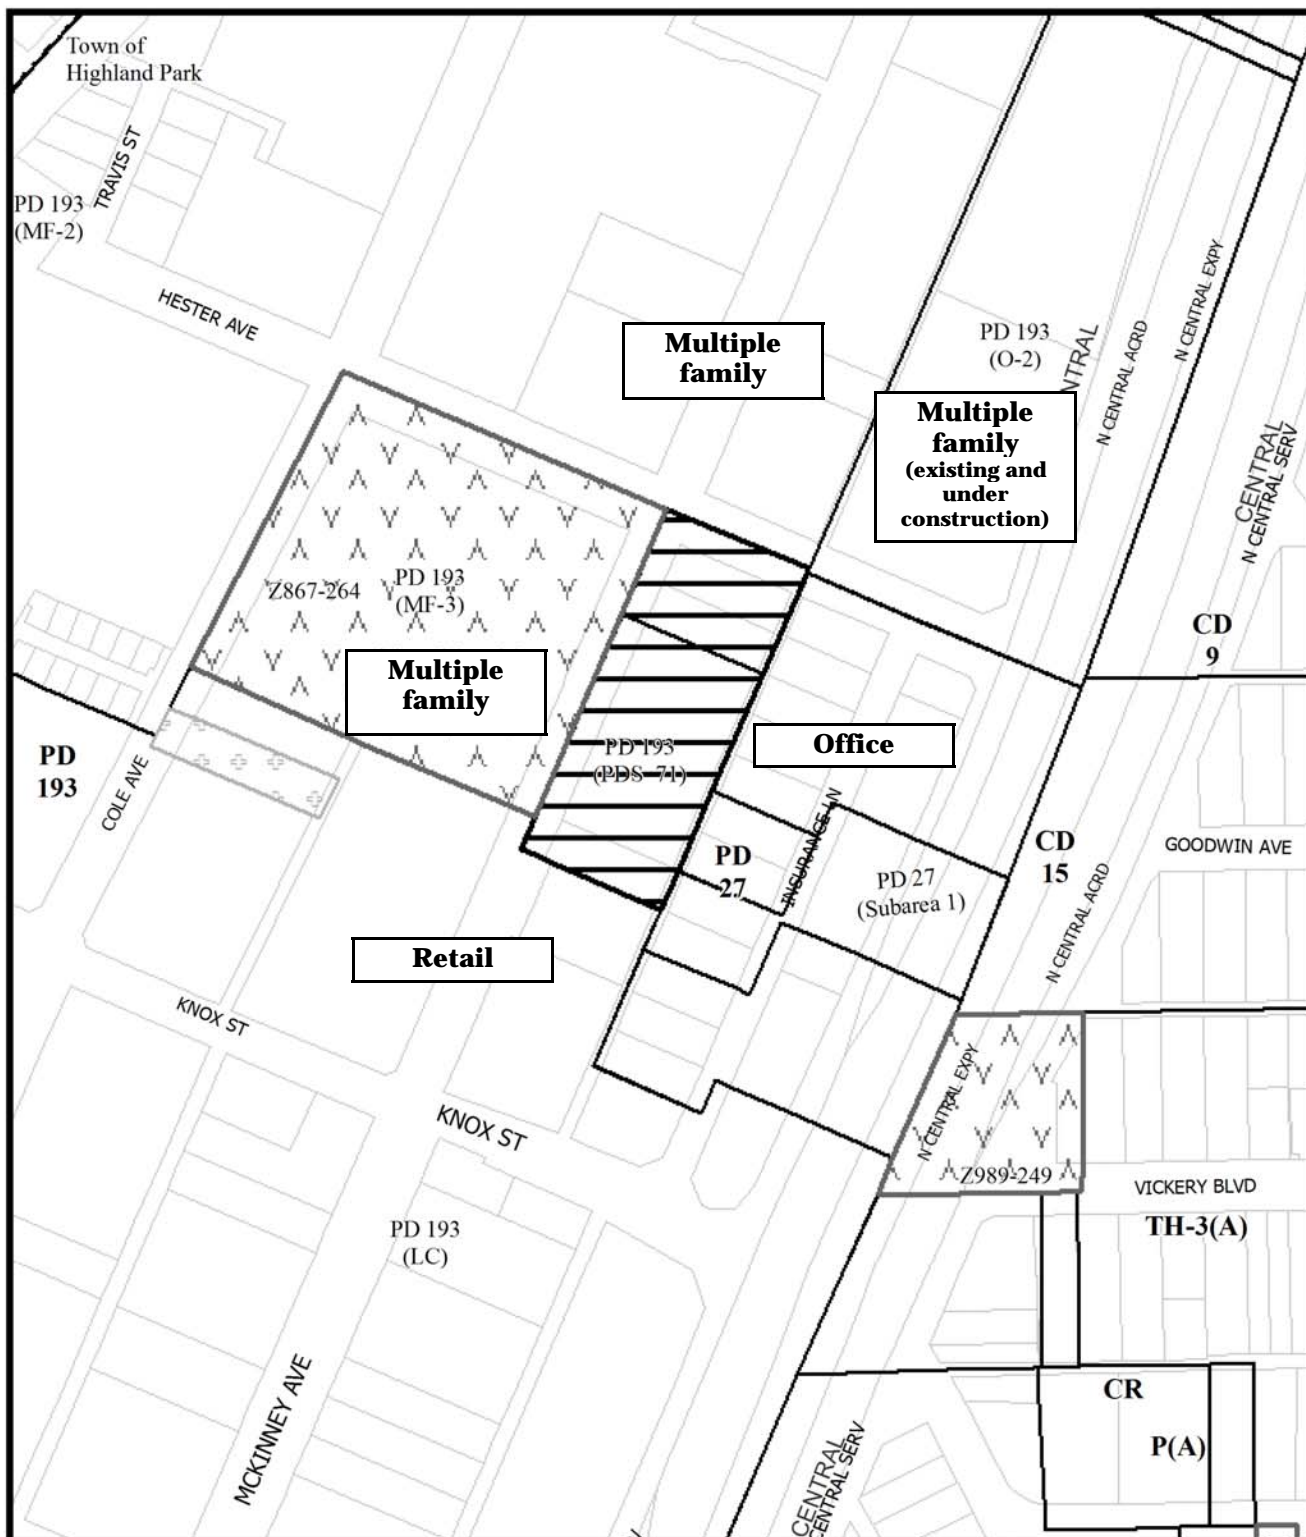 Town of
Highland Park
TRAVIS ST
PD 193
(MF-2)
HESTER AVE
Multiple
family
PD 193
(O-2)
NTRAL
N CENTRAL ACRD
N CENTRAL EXPY
Multiple
family
(existing and
under
construction)
CENTRAL
N CENTRAL SERV
Z867-264
PD 193
(MF-3)
CD
9
Multiple
family
PD 193
(PDS 71)
Office
PD
193
COLE AVE
INSURANCE LN
PD
27
PD 27
(Subarea 1)
CD
15
GOODWIN AVE
N CENTRAL ACRD
Retail
KNOX ST
KNOX ST
N CENTRAL EXPY
Z989-249
VICKERY BLVD
TH-3(A)
PD 193
(LC)
MCKINNEY AVE
CR
P(A)
CENTRAL
CENTRAL SERV